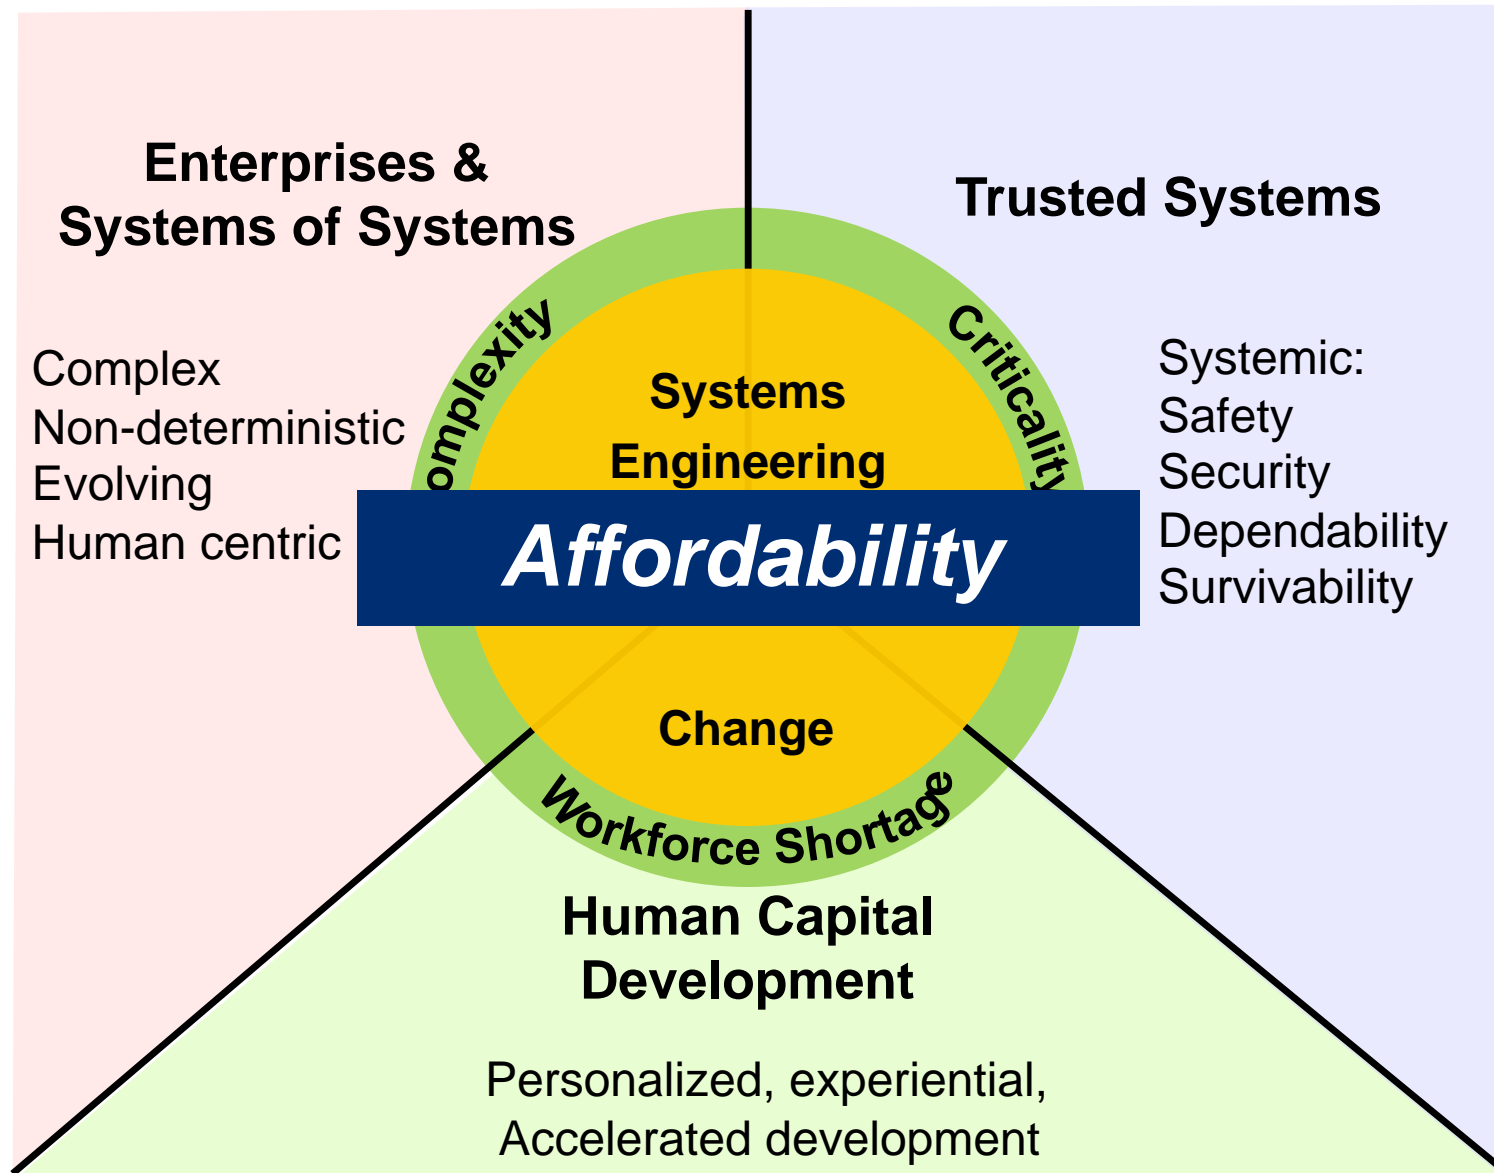 Enterprises &
Systems of Systems
Trusted Systems
Complex
Non-deterministic
Evolving
Human centric
omplexity
Criticality
Systems
Engineering
Systemic:
Safety
Security
Dependability
Survivability
Affordability
Change
Workforce Shortage
Human Capital
Development
Personalized, experiential,
Accelerated development